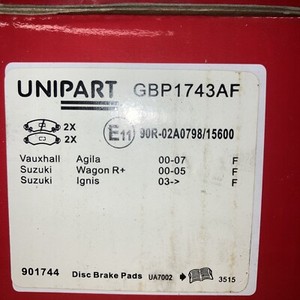 UNIPART GBP1743AF
2X
2X
E11 90R-02A0798/15600
Vauxhall Agila 00-07 F
Suzuki Wagon R+ 00-05 F
Suzuki Ignis 03-> F
901744 Disc Brake Pads UA7002 3515